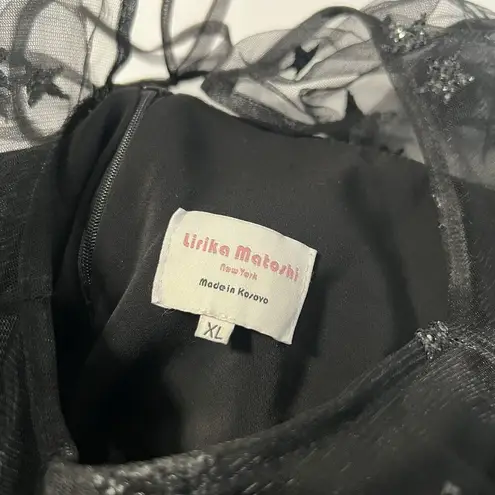 Lirika Matoshi
New York
Made in Kosovo
XL